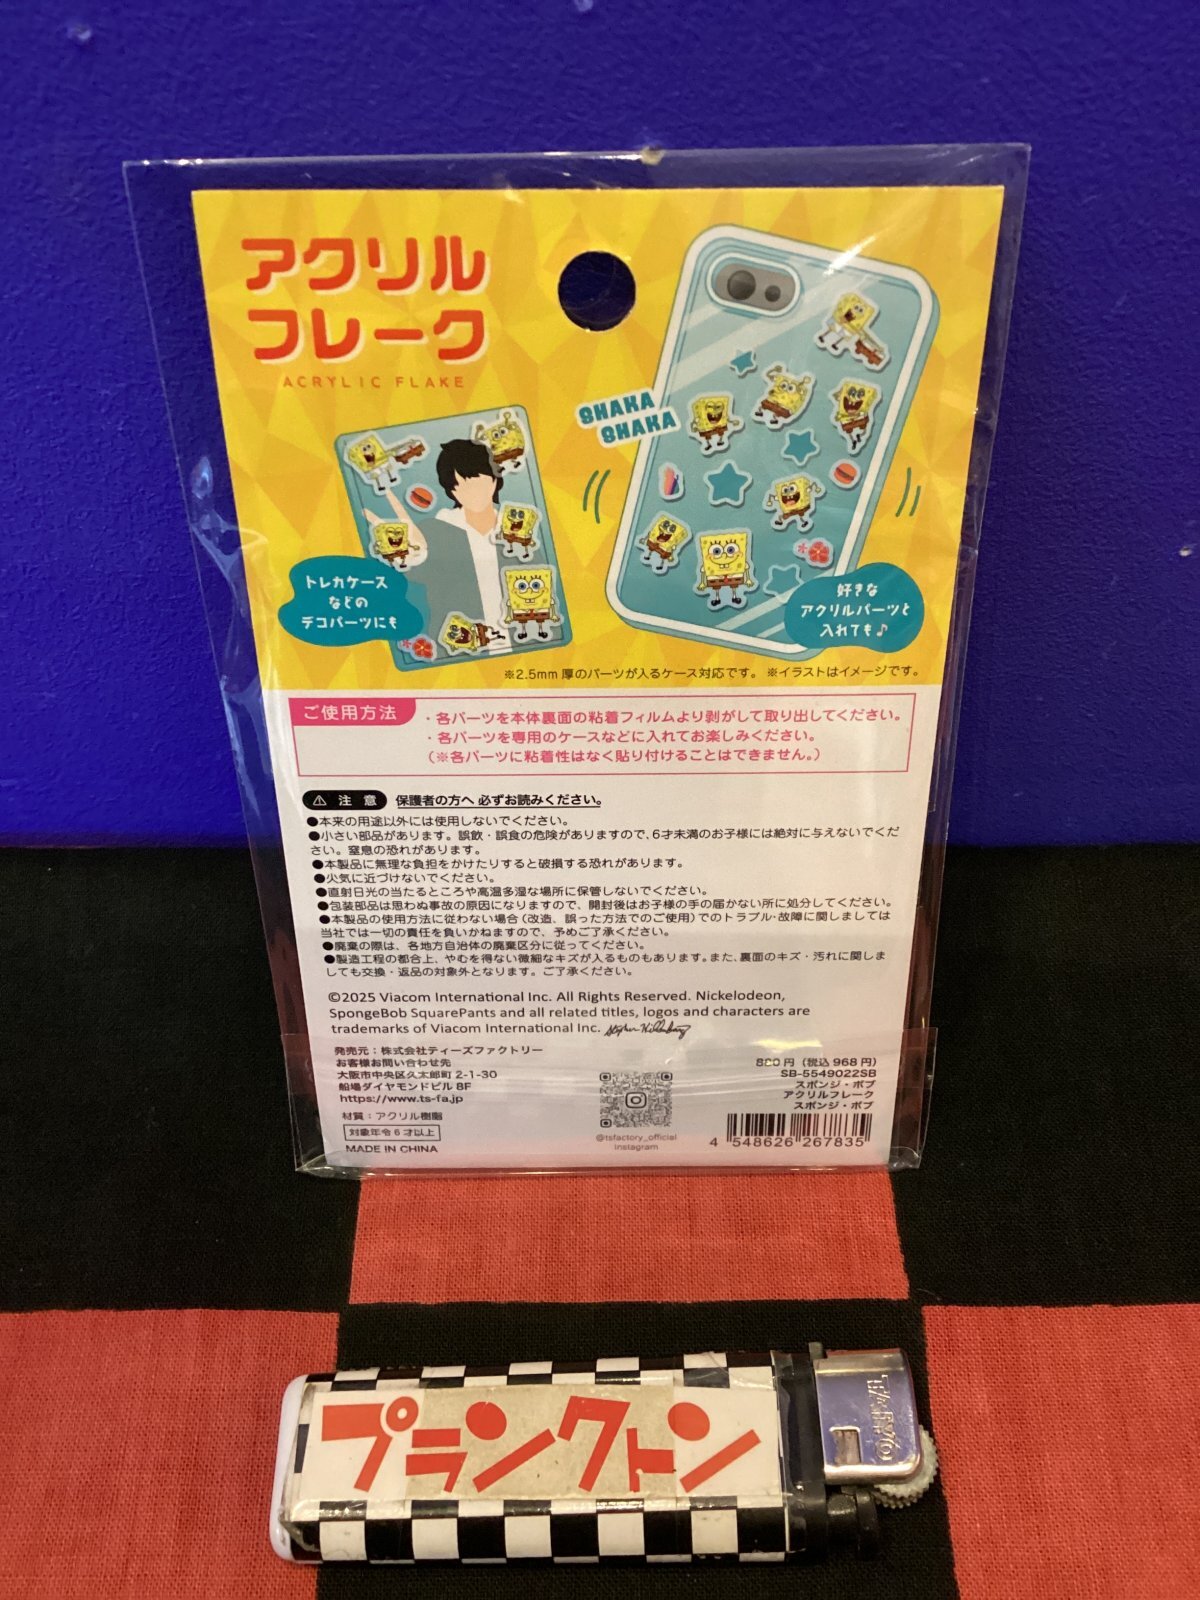 アクリル
フレーク
ACRYLIC FLAKE
SHAKA
SHAKA
トレカケース
などの
デコパーツにも
好きな
アクリルパーツと
入れても♪
※2.5mm 厚のパーツが入るケース対応です。 ※イラストはイメージです。
ご使用方法
・各パーツを本体裏面の粘着フィルムより剥がして取り出してください。
・各パーツを専用のケースなどに入れてお楽しみください。
（※各パーツに粘着性はなく貼り付けることはできません。）
⚠ 注 意 保護者の方へ 必ずお読みください。
●本来の用途以外には使用しないでください。
●小さい部品があります。誤飲・誤食の危険がありますので、6才未満のお子様には絶対に与えないでくだ
さい。窒息の恐れがあります。
●本製品に無理な負担をかけたりすると破損する恐れがあります。
●火気に近づけないでください。
●直射日光の当たるところや高温多湿な場所に保管しないでください。
●包装部品は思わぬ事故の原因になりますので、開封後はお子様の手の届かない所に処分してください。
●本製品の使用方法に従わない場合（改造、誤った方法でのご使用）でのトラブル・故障に関しましては
当社では一切の責任を負いかねますので、予めご了承ください。
●廃棄の際は、各地方自治体の廃棄区分に従ってください。
●製造工程の都合上、やむを得ない微細なキズが入るものもあります。また、裏面のキズ・汚れに関しま
しても交換・返品の対象外となります。ご了承ください。
©2025 Viacom International Inc. All Rights Reserved. Nickelodeon,
SpongeBob SquarePants and all related titles, logos and characters are
trademarks of Viacom International Inc. Stephen Hillenburg
発売元：株式会社ティーズファクトリー
お客様お問い合わせ先
大阪市中央区久太郎町 2-1-30
船場ダイヤモンドビル 8F
https://www.ts-fa.jp
材質：アクリル樹脂
対象年令 6 才以上
MADE IN CHINA
@tsfactory_official
Instagram
880 円（税込 968 円）
SB-5549022SB
スポンジ・ボブ
アクリルフレーク
スポンジ・ボブ
4 548626 267835
プランクトン